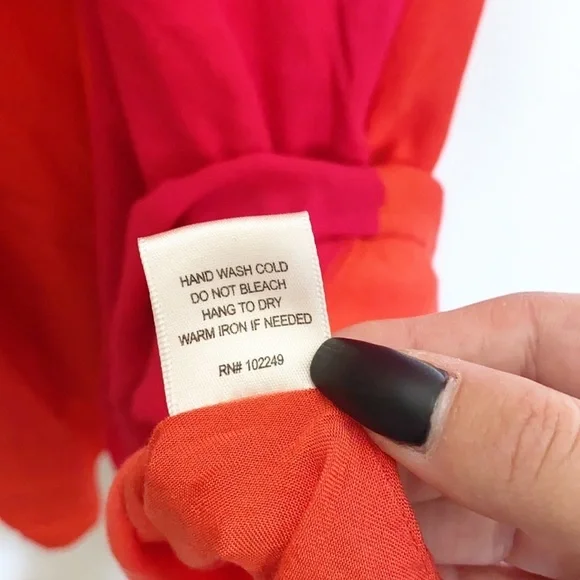 HAND WASH COLD
DO NOT BLEACH
HANG TO DRY
WARM IRON IF NEEDED
RN# 102249